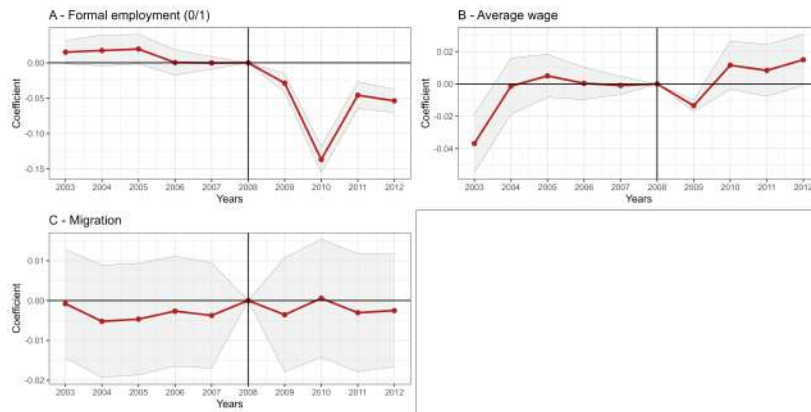 A - Formal employment (0/1)
0.00
-0.05
-0.10
-0.15
Coefficient
2003 2004 2005 2006 2007 2008 2009 2010 2011 2012
Years
B - Average wage
0.02
0.00
-0.02
-0.04
Coefficient
2003 2004 2005 2006 2007 2008 2009 2010 2011 2012
Years
C - Migration
0.01
0.00
-0.01
-0.02
Coefficient
2003 2004 2005 2006 2007 2008 2009 2010 2011 2012
Years